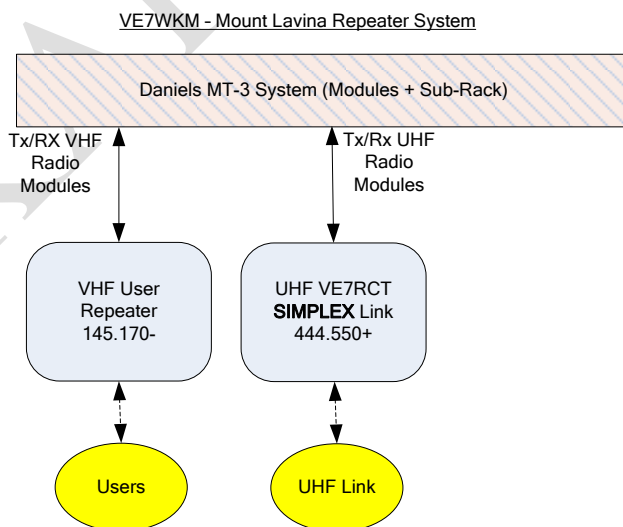 VE7WKM - Mount Lavina Repeater System
Daniels MT-3 System (Modules + Sub-Rack)
Tx/RX VHF
Radio
Modules
Tx/Rx UHF
Radio
Modules
VHF User
Repeater
145.170-
UHF VE7RCT
SIMPLEX Link
444.550+
Users
UHF Link